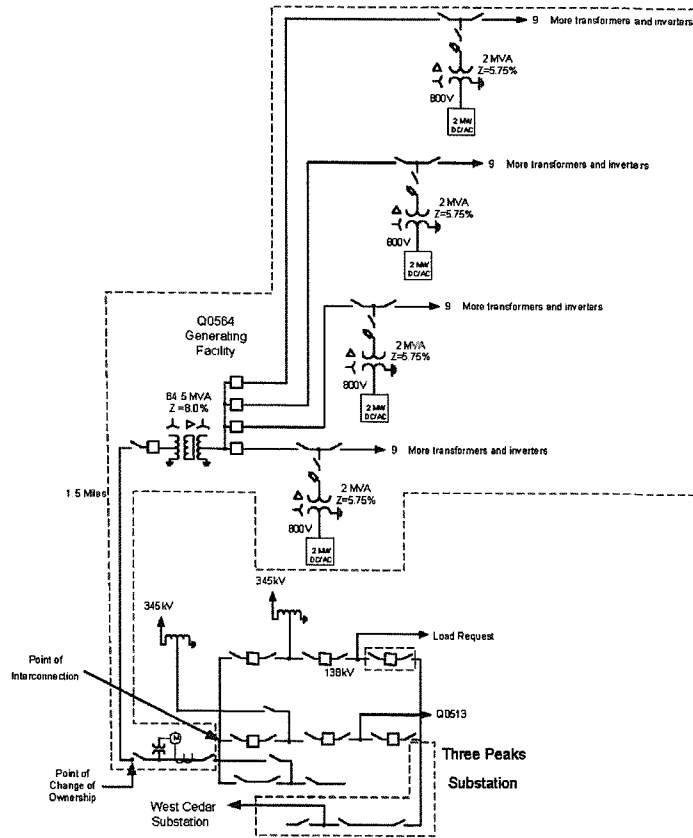 9 More transformers and inverters
2 MVA
Z=5.75%
800V
2 MW
DC/AC
9 More transformers and inverters
2 MVA
Z=5.75%
800V
2 MW
DC/AC
Q0564
Generating
Facility
9 More transformers and inverters
2 MVA
Z=5.75%
800V
2 MW
DC/AC
84.5 MVA
Z=8.0%
9 More transformers and inverters
1.5 Miles
2 MVA
Z=5.75%
800V
2 MW
DC/AC
345kV
345kV
Load Request
138kV
Point of
Interconnection
Q0513
M
Three Peaks
Substation
Point of
Change of
Ownership
West Cedar
Substation